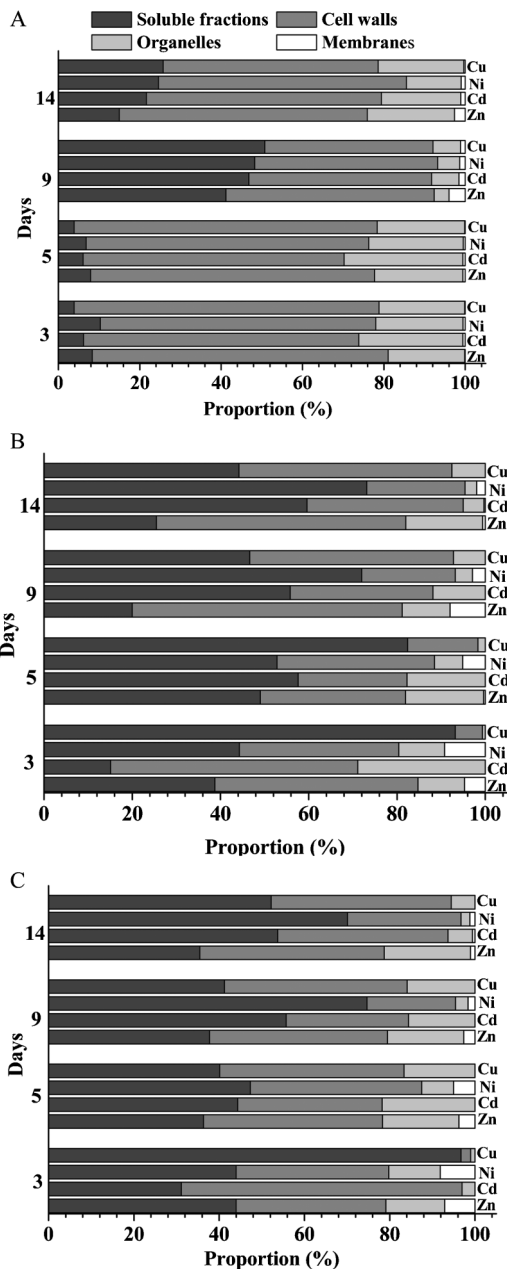 A
Soluble fractions Cell walls
Organelles Membranes
Cu
Ni
14 Cd
Zn
Cu
Ni
9 Cd
Zn
Days
Cu
Ni
5 Cd
Zn
Cu
Ni
3 Cd
Zn
0 20 40 60 80 100
Proportion (%)
B
Cu
Ni
14 Cd
Zn
Cu
Ni
9 Cd
Zn
Days
Cu
Ni
5 Cd
Zn
Cu
Ni
3 Cd
Zn
0 20 40 60 80 100
Proportion (%)
C
Cu
Ni
14 Cd
Zn
Cu
Ni
9 Cd
Zn
Days
Cu
Ni
5 Cd
Zn
Cu
Ni
3 Cd
Zn
0 20 40 60 80 100
Proportion (%)